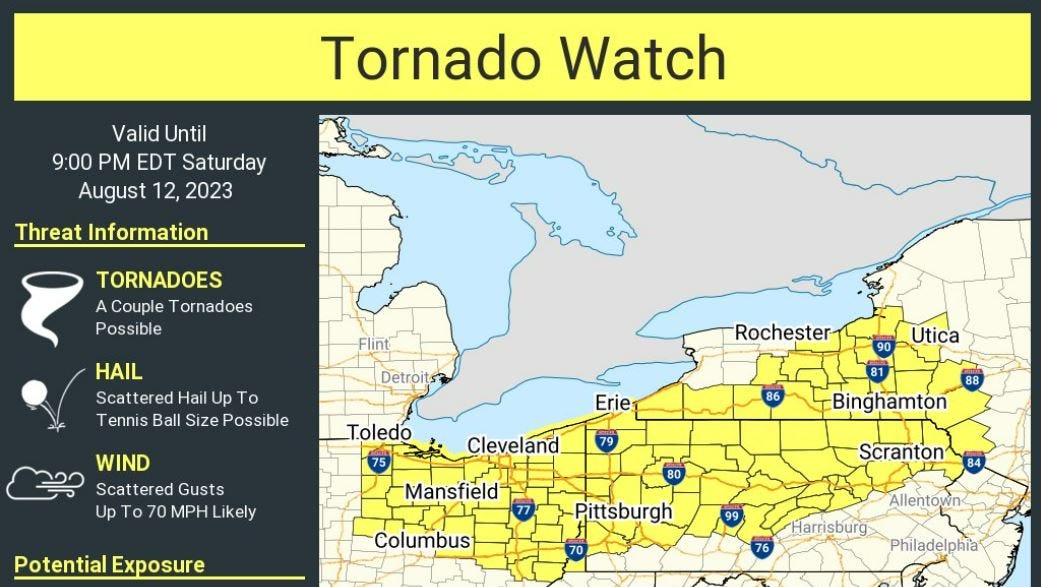 Tornado Watch
Valid Until
9:00 PM EDT Saturday
August 12, 2023
Threat Information
TORNADOES
A Couple Tornadoes
Possible
HAIL
Scattered Hail Up To
Tennis Ball Size Possible
WIND
Scattered Gusts
Up To 70 MPH Likely
Potential Exposure
Rochester
Utica
90
Flint
81
Detroit
88
86
Erie
Binghamton
Toledo
79
Cleveland
Scranton
75
84
80
Mansfield
Allentown
77
Pittsburgh
99
Harrisburg
Columbus
70
76
Philadelphia